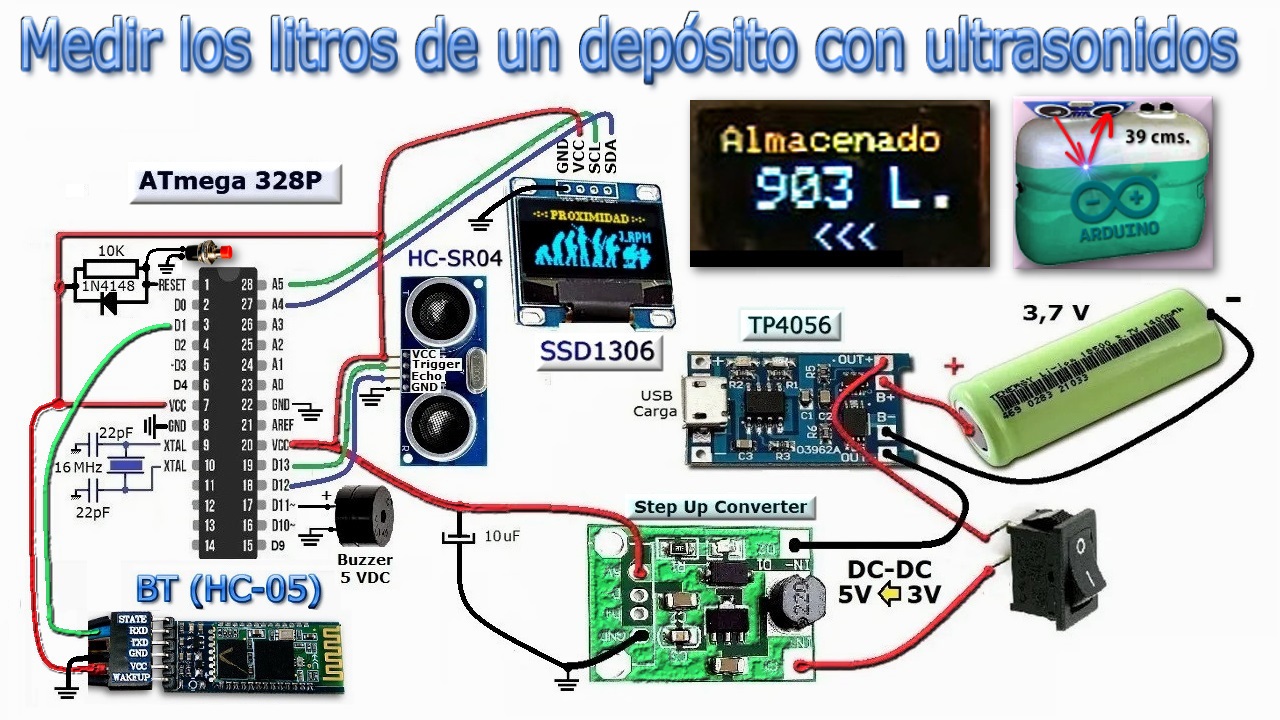 Medir los litros de un depósito con ultrasonidos
ATmega 328P
10K
1N4148
RESET 1 28 A5
D0 2 27 A4
D1 3 26 A3
D2 4 25 A2
~D3 5 24 A1
D4 6 23 A0
VCC 7 22 GND
GND 8 21 AREF
XTAL 9 20 VCC
XTAL 10 19 D13
11 18 D12
12 17 D11~
13 16 D10~
14 15 D9
22pF
16 MHz
22pF
+
Buzzer
5 VDC
BT (HC-05)
STATE
RXD
TXD
GND
VCC
WAKEUP
HC-SR04
T
VCC
Trigger
Echo
GND
R
GND
VCC
SCL
SDA
PROXIMIDAD
3.RPM
SSD1306
Almacenado
903 L.
<<<
39 cms.
ARDUINO
TP4056
USB
Carga
+
OUT+
B+
B-
OUT
R2
R1
R5
C1
C2
R6
C3
R3
03962A
3,7 V
+
-
10uF
Step Up Converter
DC-DC
5V 3V
220
O
I